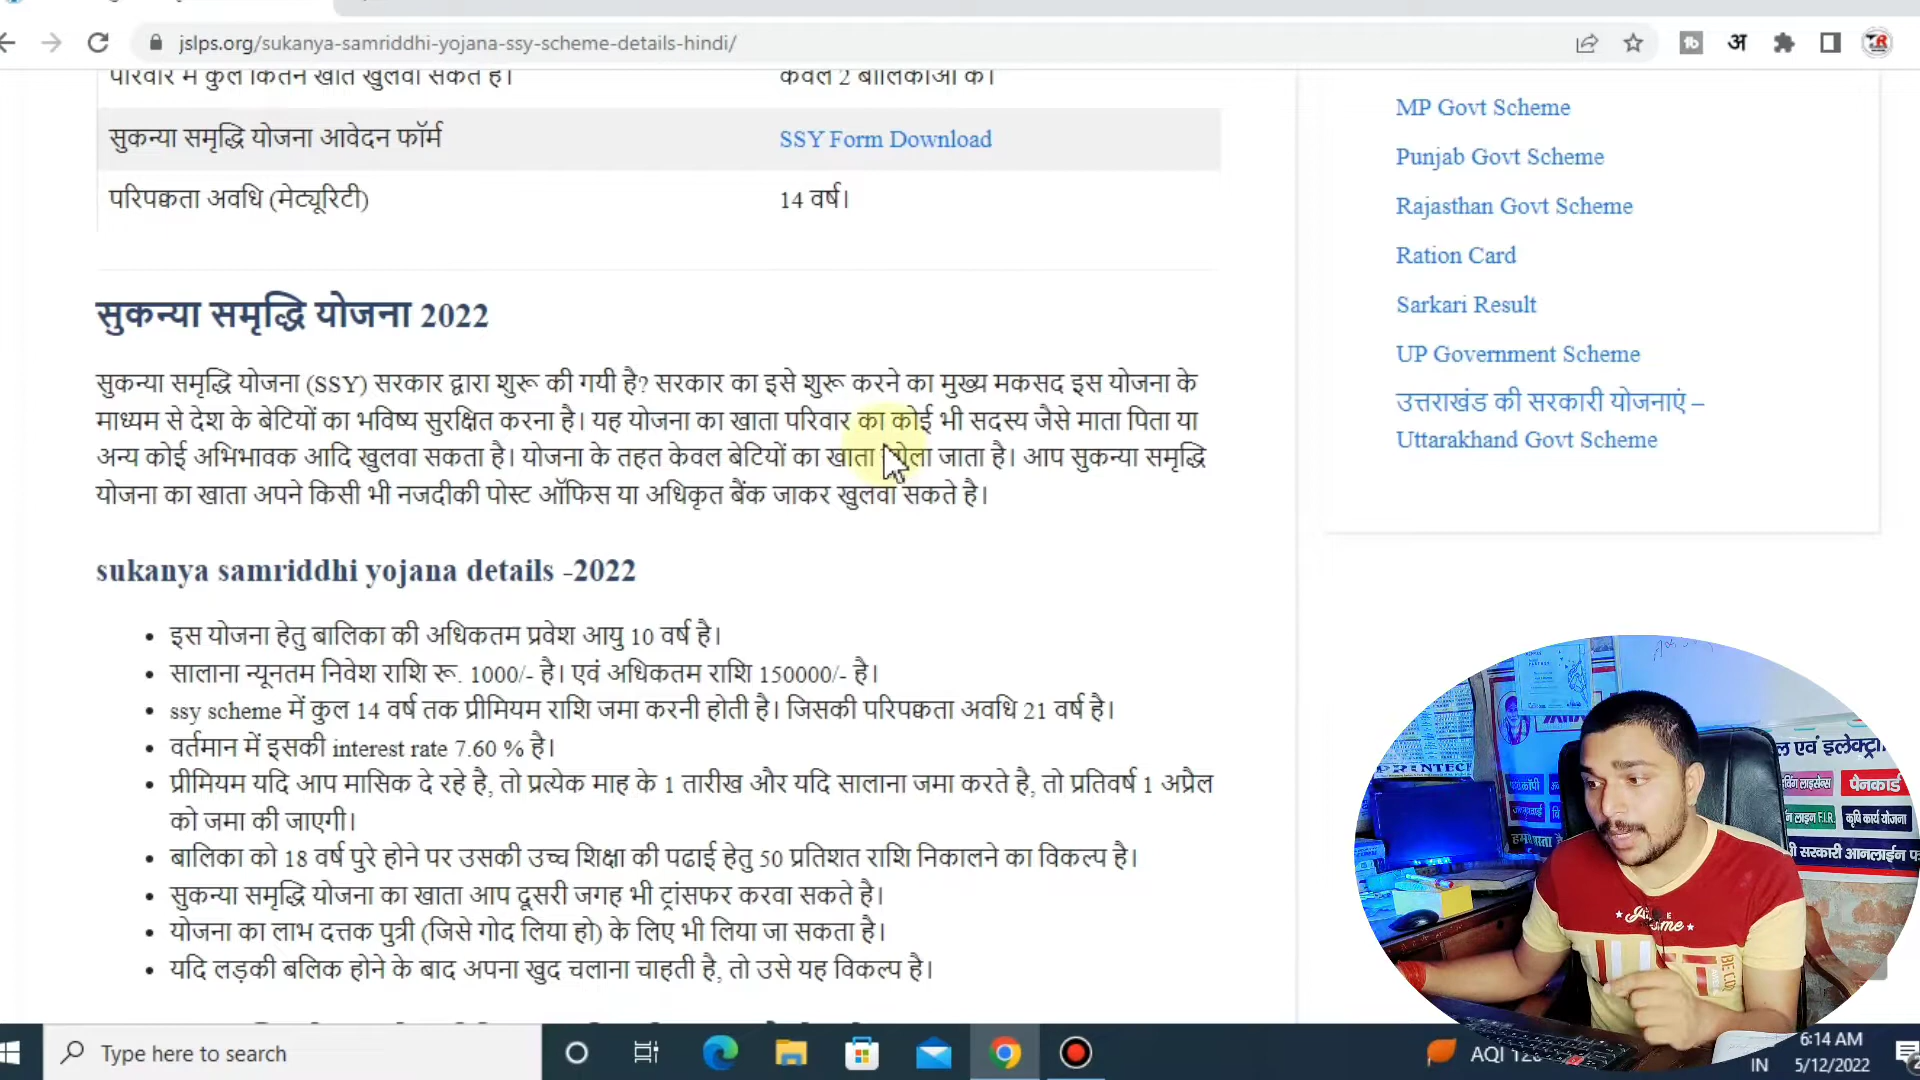 jslps.org/sukanya-samriddhi-yojana-ssy-scheme-details-hindi/
परिवार में कुल कितने खाते खुलवा सकते है। केवल 2 बालिकाओं के।
सुकन्या समृद्धि योजना आवेदन फॉर्म SSY Form Download
परिपक्वता अवधि (मेट्यूरिटी) 14 वर्ष।
सुकन्या समृद्धि योजना 2022
सुकन्या समृद्धि योजना (SSY) सरकार द्वारा शुरू की गयी है? सरकार का इसे शुरू करने का मुख्य मकसद इस योजना के
माध्यम से देश के बेटियों का भविष्य सुरक्षित करना है। यह योजना का खाता परिवार का कोई भी सदस्य जैसे माता पिता या
अन्य कोई अभिभावक आदि खुलवा सकता है। योजना के तहत केवल बेटियों का खाता खोला जाता है। आप सुकन्या समृद्धि
योजना का खाता अपने किसी भी नजदीकी पोस्ट ऑफिस या अधिकृत बैंक जाकर खुलवा सकते है।
sukanya samriddhi yojana details -2022
इस योजना हेतु बालिका की अधिकतम प्रवेश आयु 10 वर्ष है।
सालाना न्यूनतम निवेश राशि रू. 1000/- है। एवं अधिकतम राशि 150000/- है।
ssy scheme में कुल 14 वर्ष तक प्रीमियम राशि जमा करनी होती है। जिसकी परिपक्वता अवधि 21 वर्ष है।
वर्तमान में इसकी interest rate 7.60 % है।
प्रीमियम यदि आप मासिक दे रहे है, तो प्रत्येक माह के 1 तारीख और यदि सालाना जमा करते है, तो प्रतिवर्ष 1 अप्रैल
को जमा की जाएगी।
बालिका को 18 वर्ष पुरे होने पर उसकी उच्च शिक्षा की पढाई हेतु 50 प्रतिशत राशि निकालने का विकल्प है।
सुकन्या समृद्धि योजना का खाता आप दूसरी जगह भी ट्रांसफर करवा सकते है।
योजना का लाभ दत्तक पुत्री (जिसे गोद लिया हो) के लिए भी लिया जा सकता है।
यदि लड़की बलिक होने के बाद अपना खुद चलाना चाहती है, तो उसे यह विकल्प है।
MP Govt Scheme
Punjab Govt Scheme
Rajasthan Govt Scheme
Ration Card
Sarkari Result
UP Government Scheme
उत्तराखंड की सरकारी योजनाएं –
Uttarakhand Govt Scheme
पैनकार्ड
कृषि कार्य योजना
Type here to search
AQI
6:14 AM
IN 5/12/2022